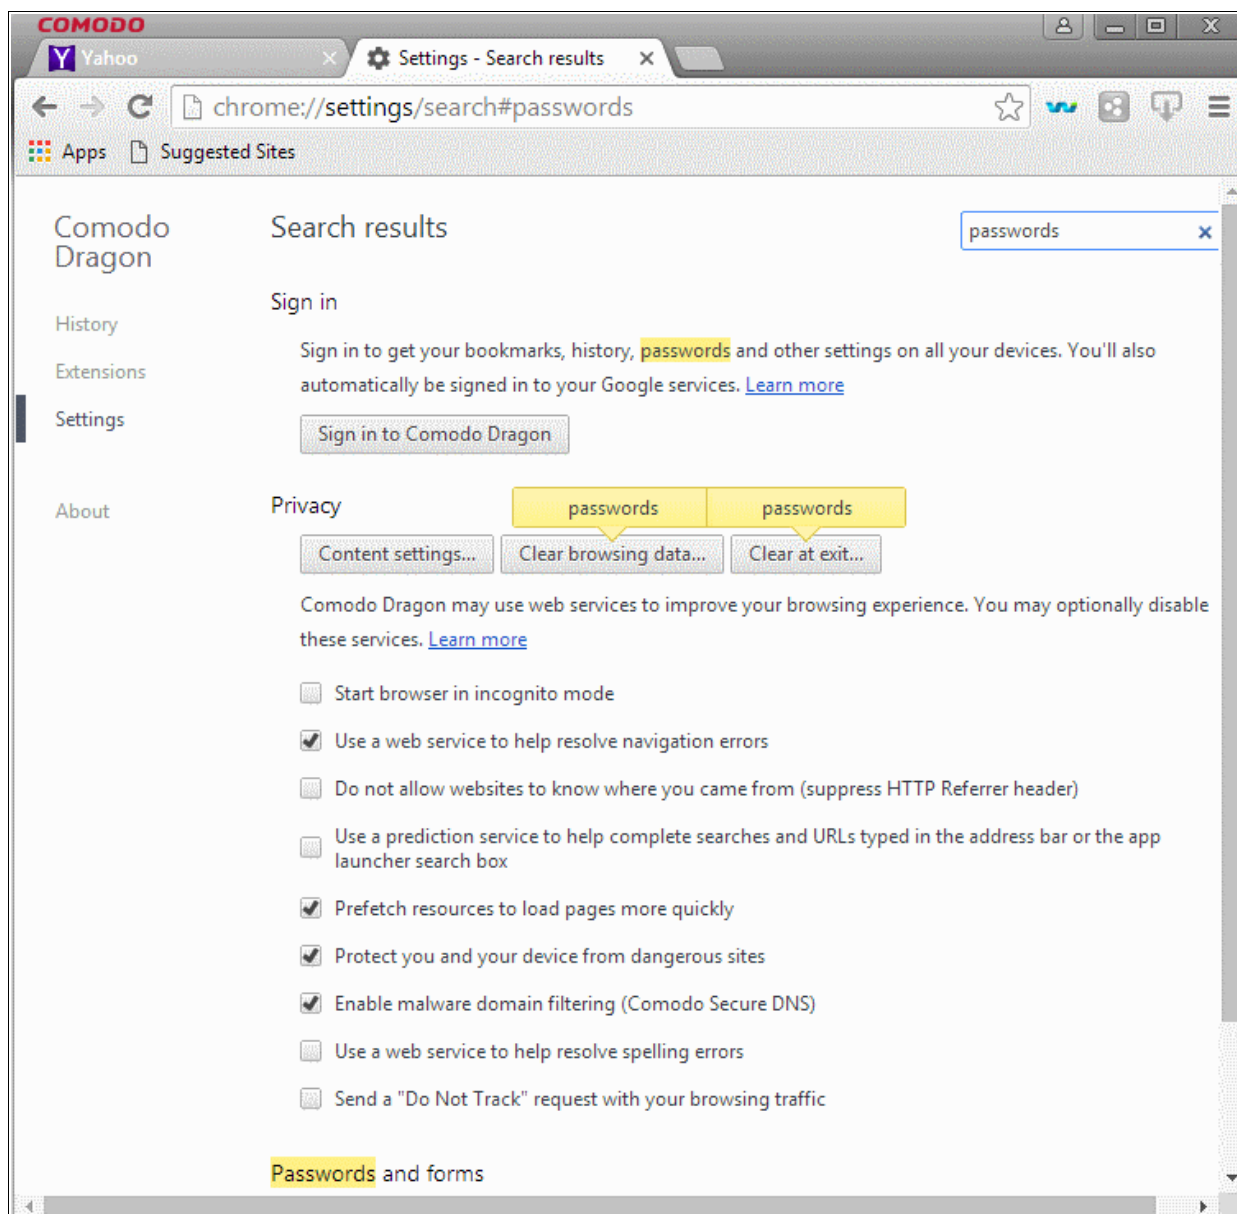 COMODO
Yahoo
Settings - Search results
chrome://settings/search#passwords
Apps
Suggested Sites
Comodo
Dragon
Search results
passwords
History
Extensions
Settings
About
Sign in
Sign in to get your bookmarks, history, passwords and other settings on all your devices. You'll also
automatically be signed in to your Google services. Learn more
Sign in to Comodo Dragon
Privacy
passwords
passwords
Content settings...
Clear browsing data...
Clear at exit...
Comodo Dragon may use web services to improve your browsing experience. You may optionally disable
these services. Learn more
Start browser in incognito mode
Use a web service to help resolve navigation errors
Do not allow websites to know where you came from (suppress HTTP Referrer header)
Use a prediction service to help complete searches and URLs typed in the address bar or the app
launcher search box
Prefetch resources to load pages more quickly
Protect you and your device from dangerous sites
Enable malware domain filtering (Comodo Secure DNS)
Use a web service to help resolve spelling errors
Send a "Do Not Track" request with your browsing traffic
Passwords and forms